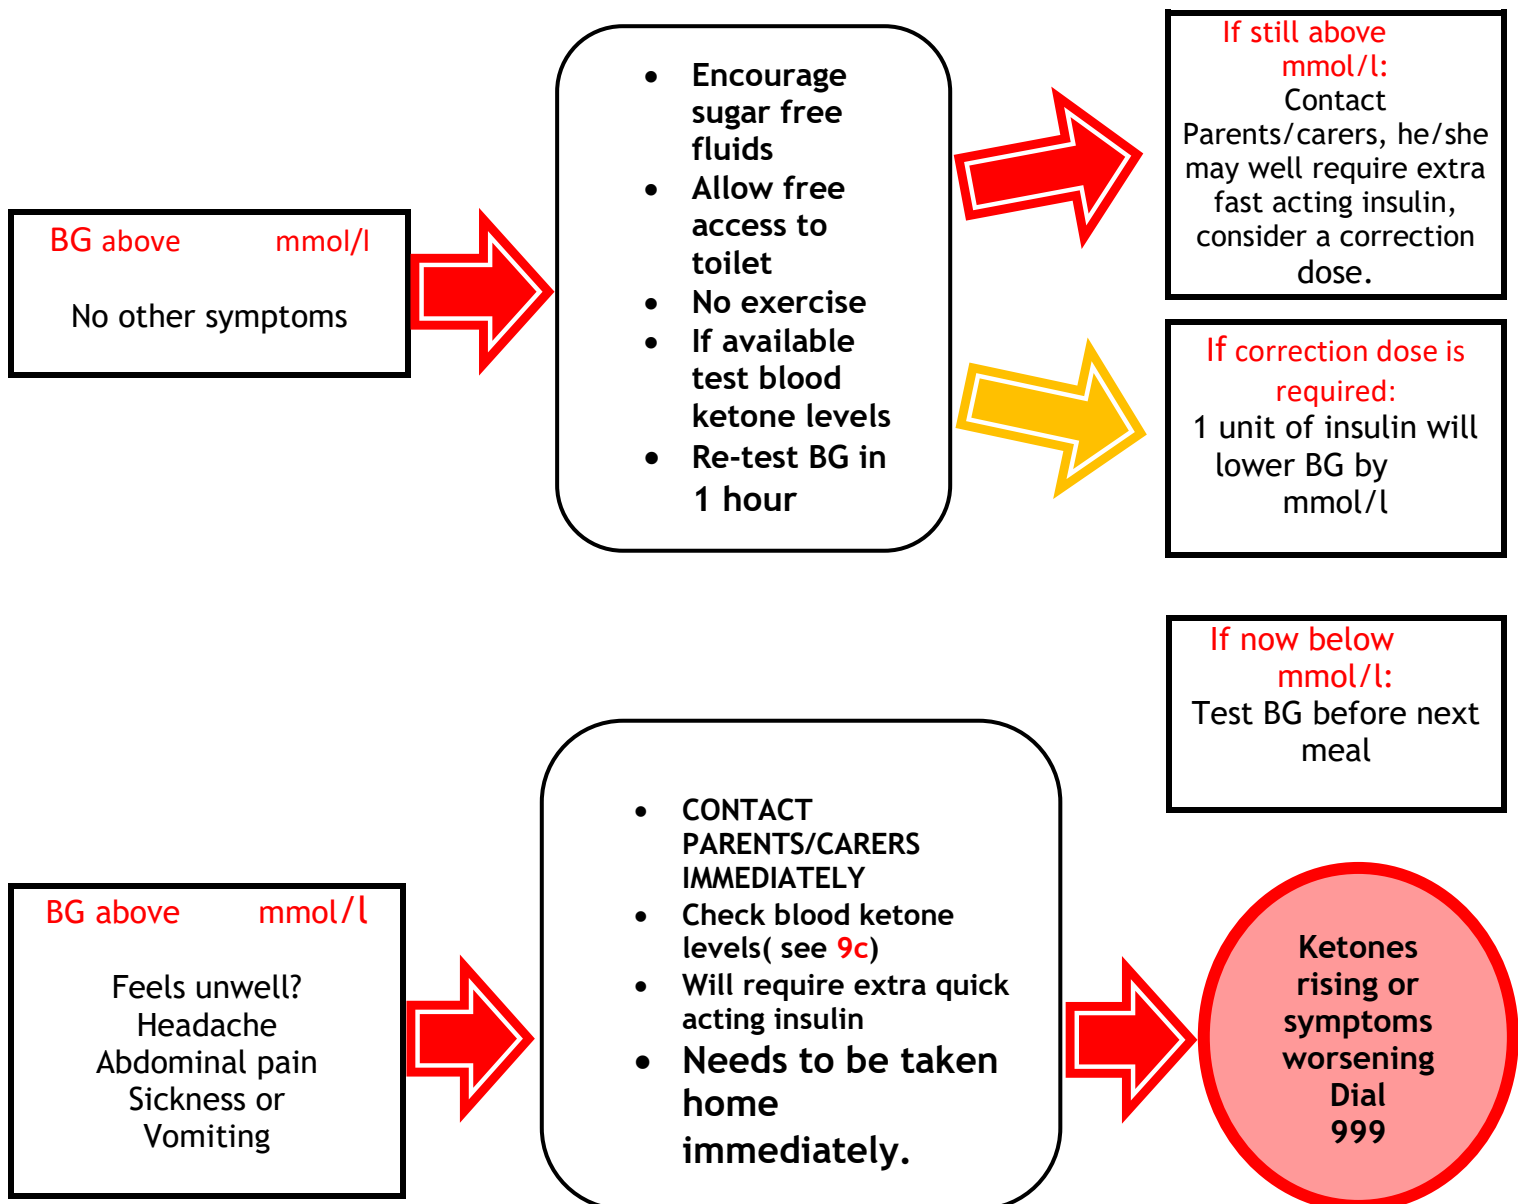 BG above mmol/l
No other symptoms
• Encourage
sugar free
fluids
• Allow free
access to
toilet
• No exercise
• If available
test blood
ketone levels
• Re-test BG in
1 hour
If still above
mmol/l:
Contact
Parents/carers, he/she
may well require extra
fast acting insulin,
consider a correction
dose.
If correction dose is
required:
1 unit of insulin will
lower BG by
mmol/l
If now below
mmol/l:
Test BG before next
meal
BG above mmol/l
Feels unwell?
Headache
Abdominal pain
Sickness or
Vomiting
• CONTACT
PARENTS/CARERS
IMMEDIATELY
• Check blood ketone
levels( see 9c)
• Will require extra quick
acting insulin
• Needs to be taken
home
immediately.
Ketones
rising or
symptoms
worsening
Dial
999